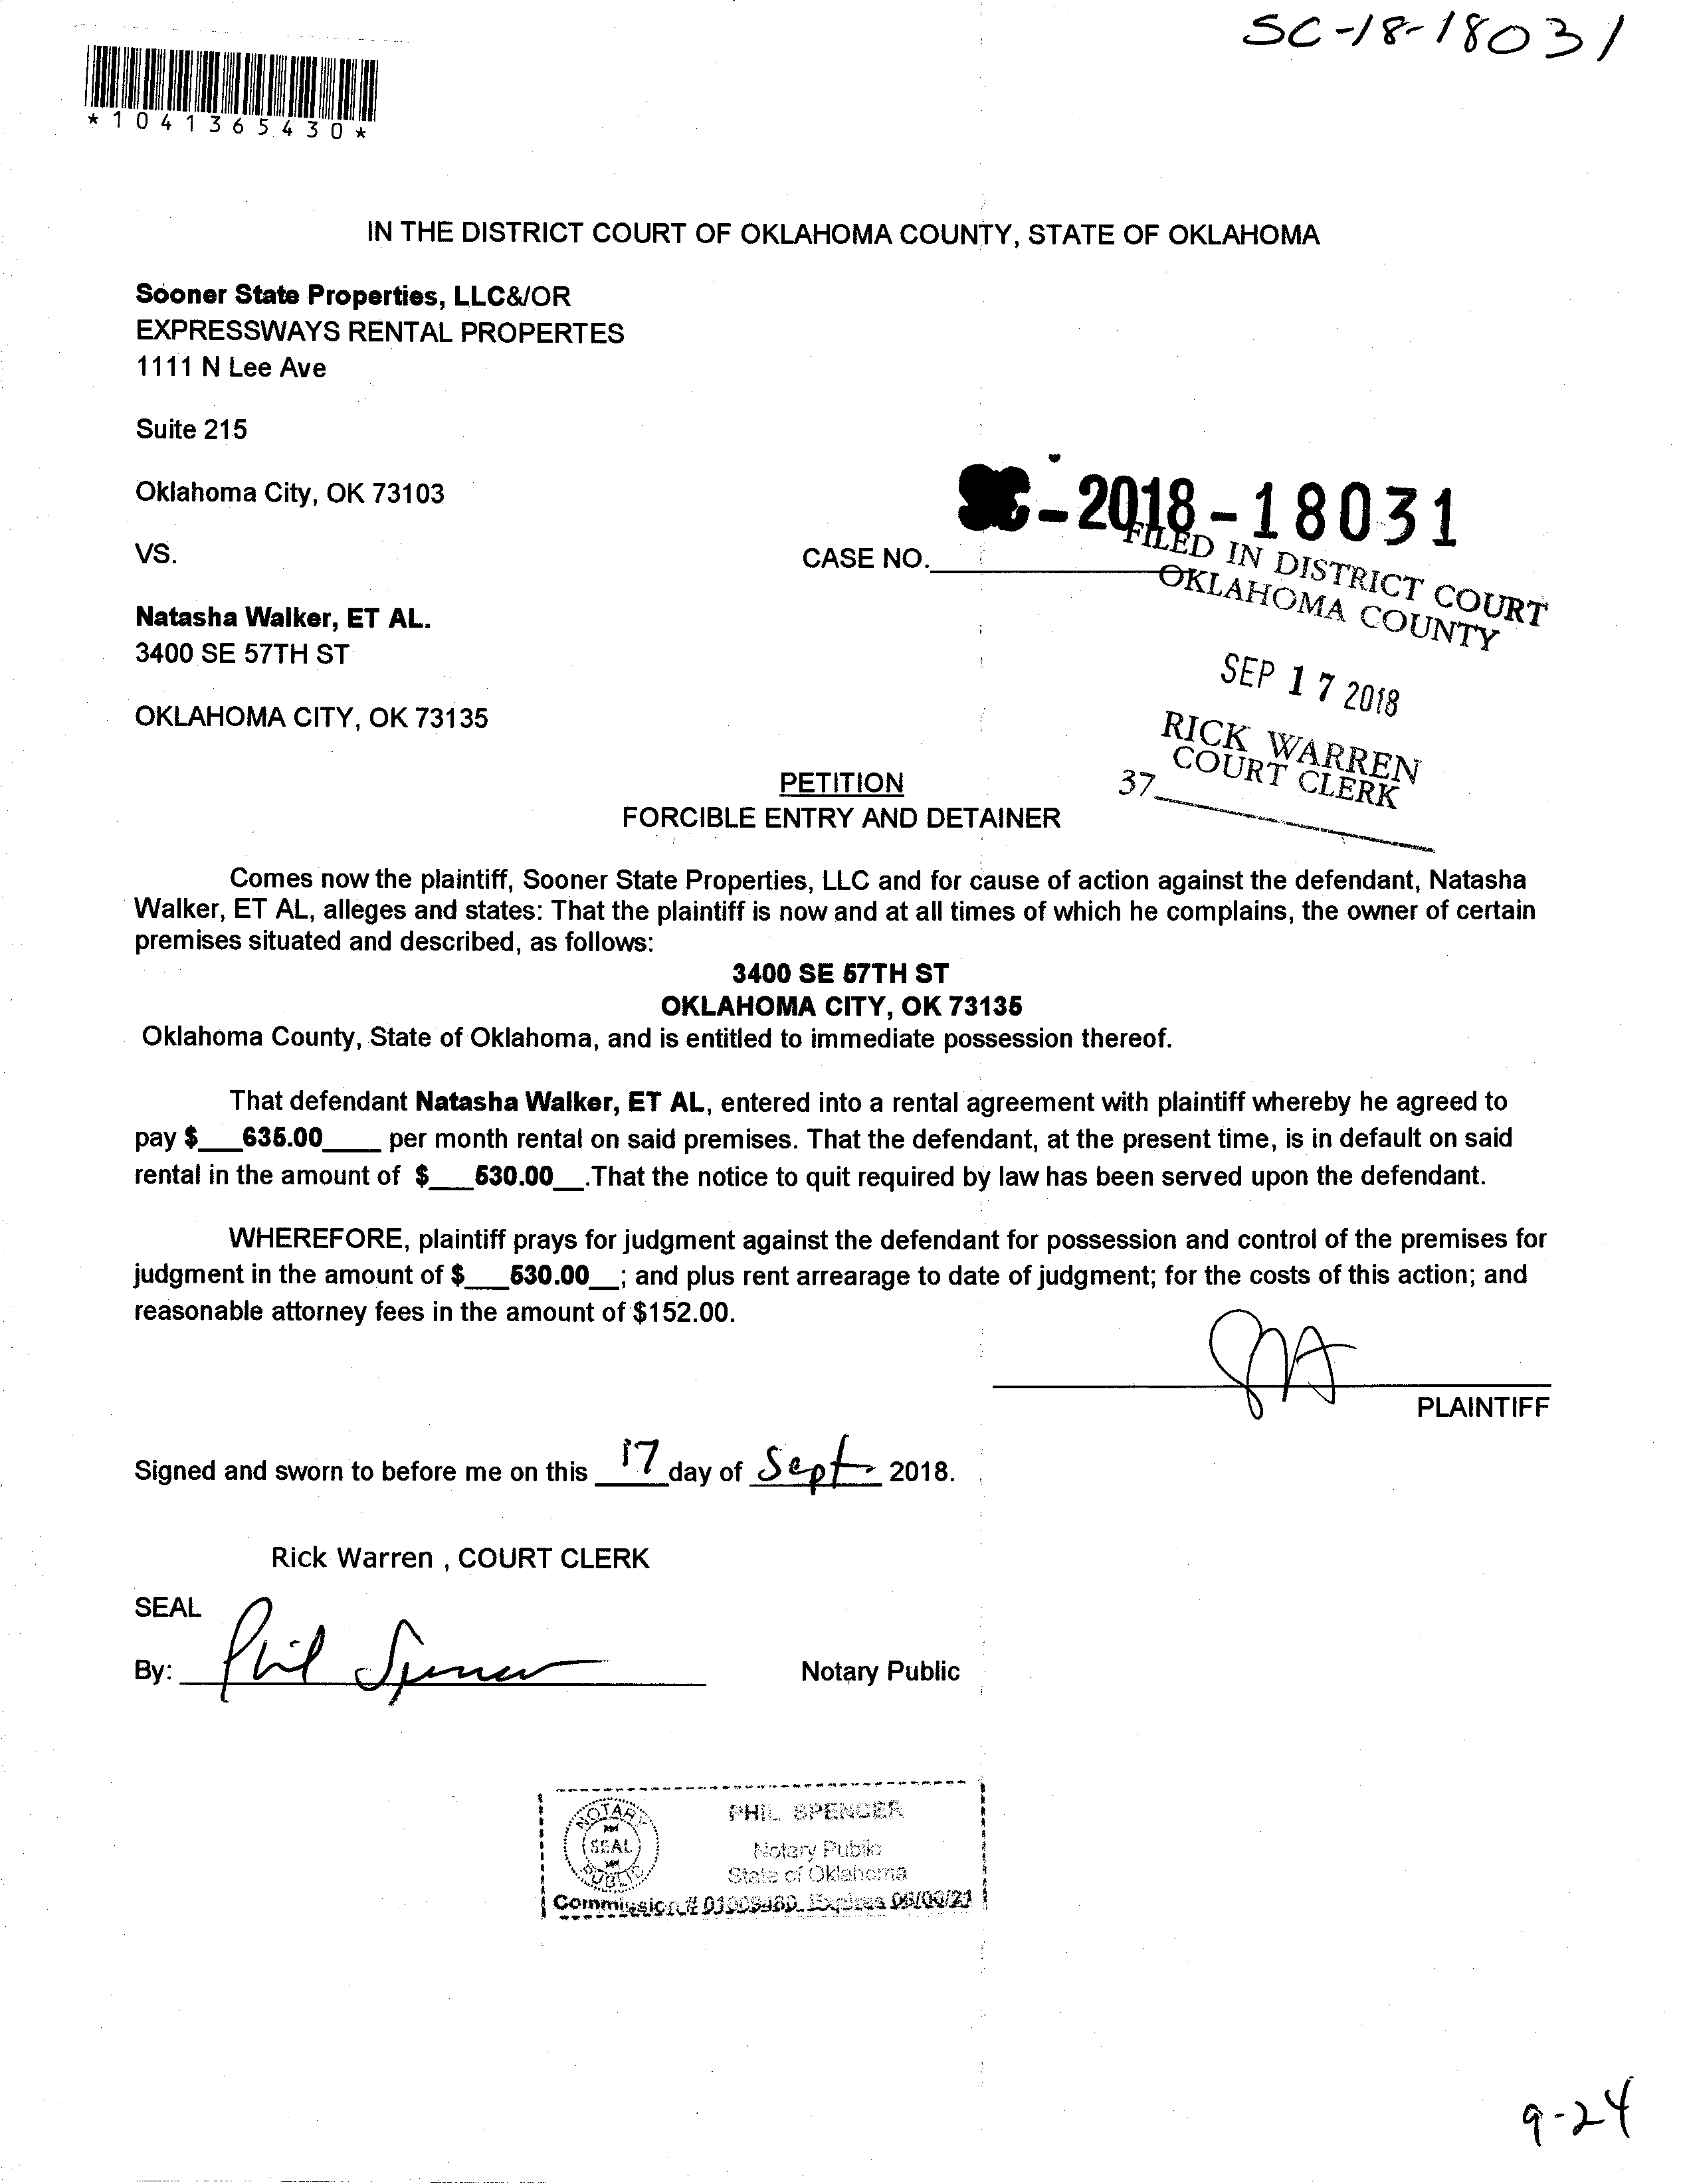 SC-18-18031
*1041365430*
IN THE DISTRICT COURT OF OKLAHOMA COUNTY, STATE OF OKLAHOMA
Sooner State Properties, LLC&/OR
EXPRESSWAYS RENTAL PROPERTES
1111 N Lee Ave
Suite 215
Oklahoma City, OK 73103
SC-2018-18031
VS.
CASE NO.
FILED IN DISTRICT COURT
OKLAHOMA COUNTY
Natasha Walker, ET AL.
3400 SE 57TH ST
SEP 17 2018
OKLAHOMA CITY, OK 73135
RICK WARREN
COURT CLERK
37
PETITION
FORCIBLE ENTRY AND DETAINER
Comes now the plaintiff, Sooner State Properties, LLC and for cause of action against the defendant, Natasha
Walker, ET AL, alleges and states: That the plaintiff is now and at all times of which he complains, the owner of certain
premises situated and described, as follows:
3400 SE 57TH ST
OKLAHOMA CITY, OK 73135
Oklahoma County, State of Oklahoma, and is entitled to immediate possession thereof.
That defendant Natasha Walker, ET AL, entered into a rental agreement with plaintiff whereby he agreed to
pay $___635.00____ per month rental on said premises. That the defendant, at the present time, is in default on said
rental in the amount of $___530.00__.That the notice to quit required by law has been served upon the defendant.
WHEREFORE, plaintiff prays for judgment against the defendant for possession and control of the premises for
judgment in the amount of $___530.00__; and plus rent arrearage to date of judgment; for the costs of this action; and
reasonable attorney fees in the amount of $152.00.
PLAINTIFF
Signed and sworn to before me on this 17 day of Sept 2018.
Rick Warren , COURT CLERK
SEAL
By: Phil Spencer Notary Public
NOTARY
SEAL
PUBLIC
PHIL SPENCER
Notary Public
State of Oklahoma
Commission # Expires 06/06/21
9-24